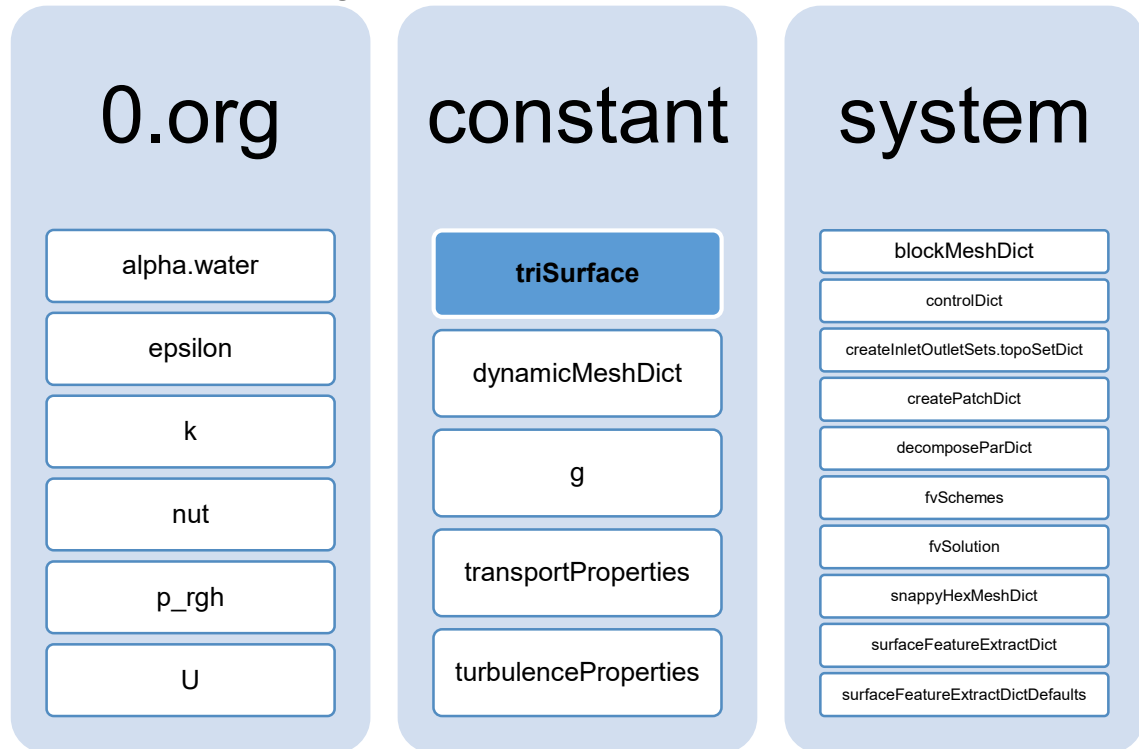 0.org
alpha.water
epsilon
k
nut
p_rgh
U
constant
triSurface
dynamicMeshDict
g
transportProperties
turbulenceProperties
system
blockMeshDict
controlDict
createInletOutletSets.topoSetDict
createPatchDict
decomposeParDict
fvSchemes
fvSolution
snappyHexMeshDict
surfaceFeatureExtractDict
surfaceFeatureExtractDictDefaults